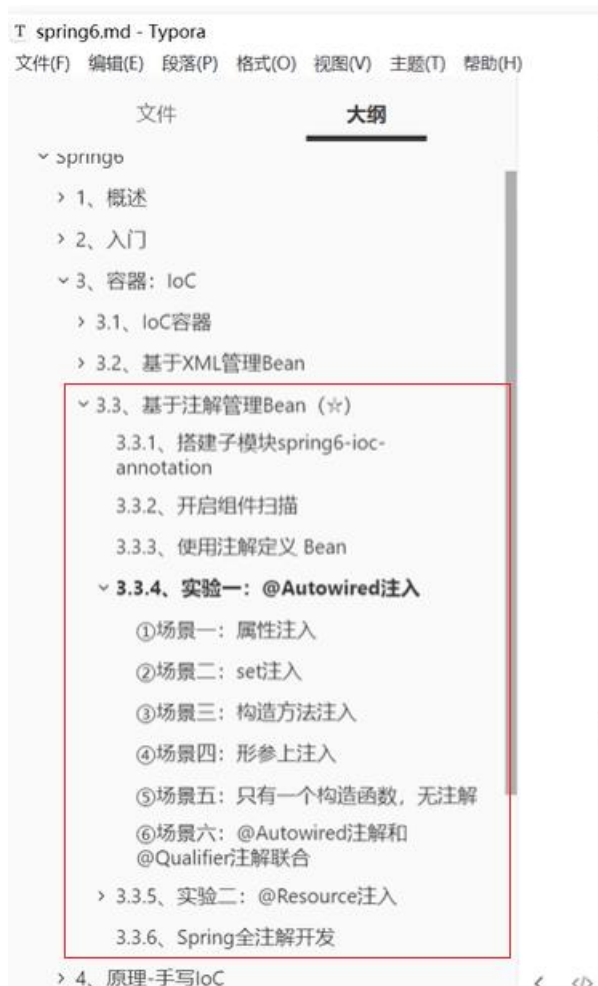 T spring6.md - Typora
文件(F) 编辑(E) 段落(P) 格式(O) 视图(V) 主题(T) 帮助(H)
文件 大纲
Spring6
1、概述
2、入门
3、容器：IoC
3.1、IoC容器
3.2、基于XML管理Bean
3.3、基于注解管理Bean（☆）
3.3.1、搭建子模块spring6-ioc-
annotation
3.3.2、开启组件扫描
3.3.3、使用注解定义 Bean
3.3.4、实验一：@Autowired注入
①场景一：属性注入
②场景二：set注入
③场景三：构造方法注入
④场景四：形参上注入
⑤场景五：只有一个构造函数，无注解
⑥场景六：@Autowired注解和
@Qualifier注解联合
3.3.5、实验二：@Resource注入
3.3.6、Spring全注解开发
4、原理-手写IoC